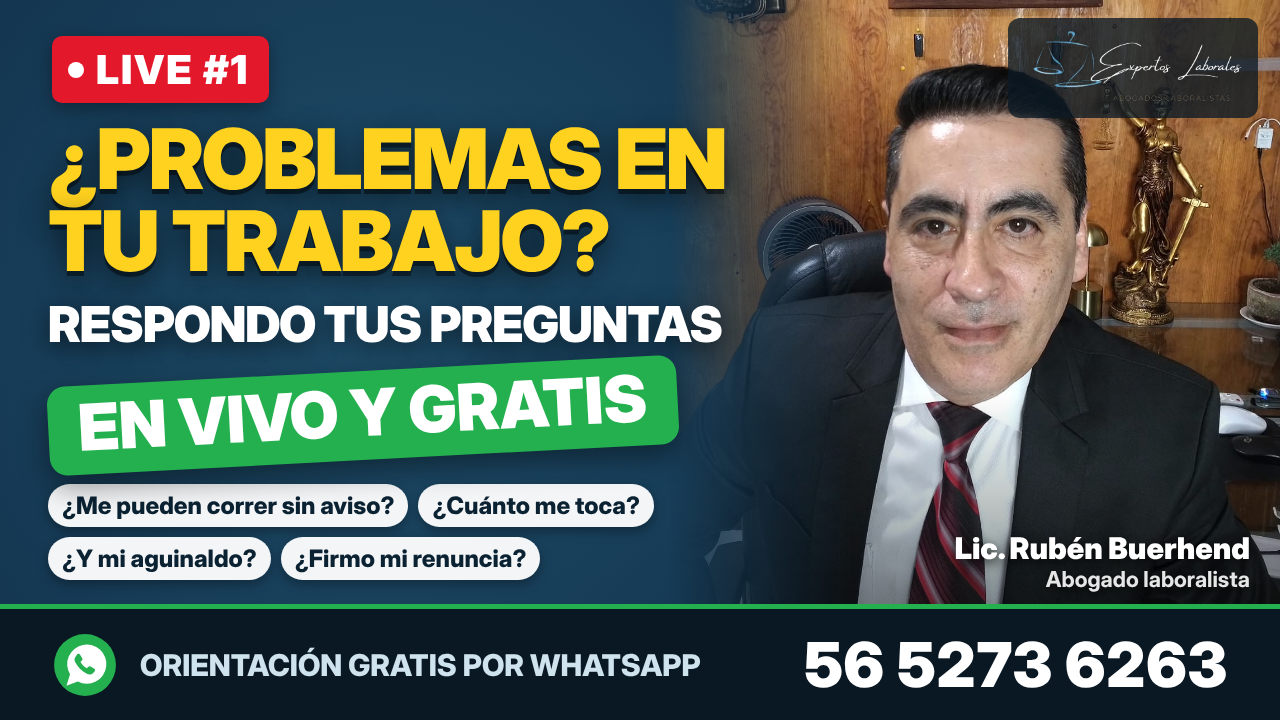 LIVE #1
Expertos Laborales
ABOGADOS LABORALISTAS
¿PROBLEMAS EN
TU TRABAJO?
RESPONDO TUS PREGUNTAS
EN VIVO Y GRATIS
¿Me pueden correr sin aviso?
¿Cuánto me toca?
¿Y mi aguinaldo?
¿Firmo mi renuncia?
Lic. Rubén Buerhend
Abogado laboralista
ORIENTACIÓN GRATIS POR WHATSAPP
56 5273 6263